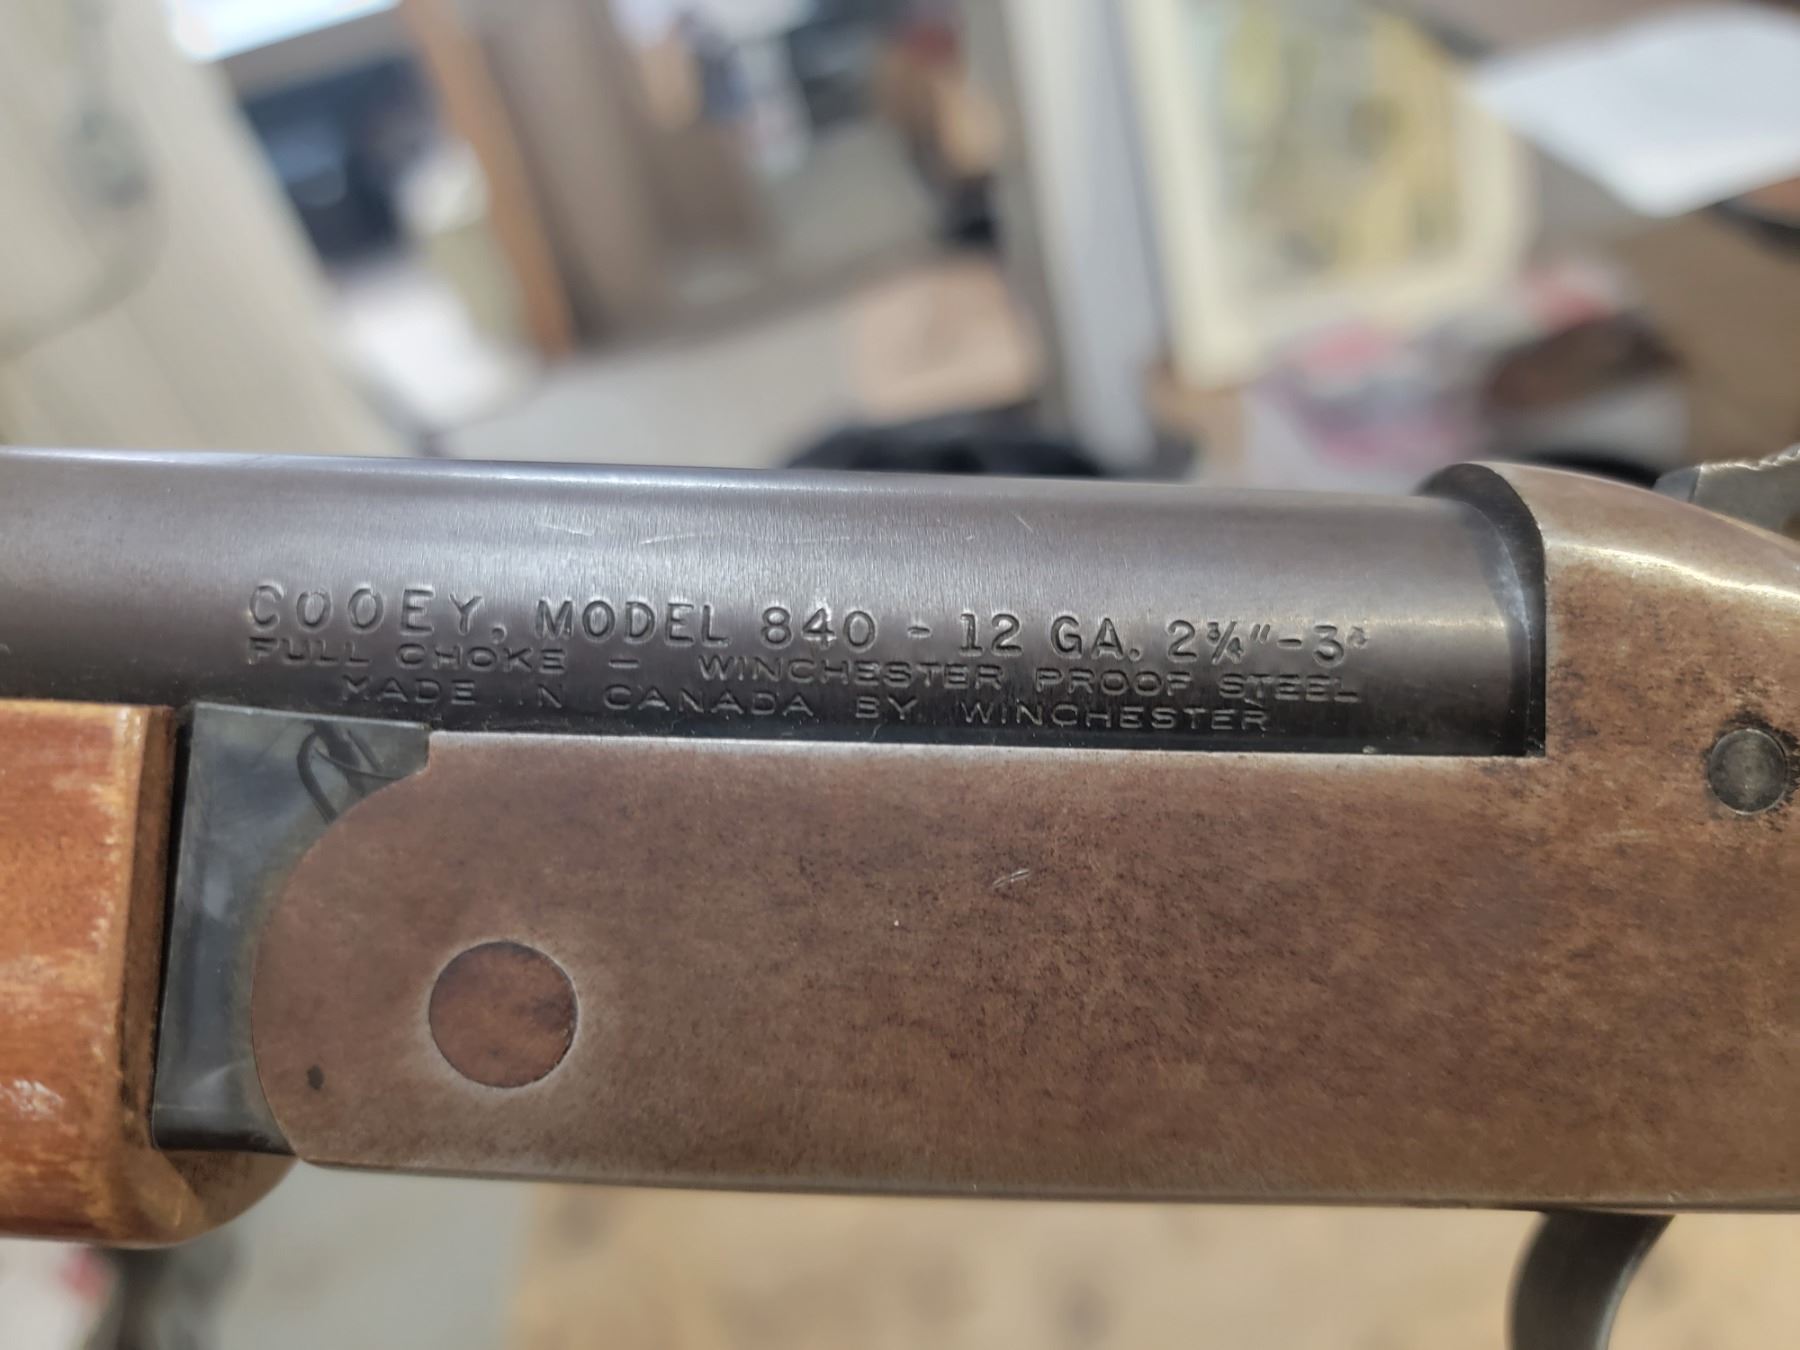 COOEY, MODEL 840 - 12 GA. 2¾"-3"
FULL CHOKE - WINCHESTER PROOF STEEL
MADE IN CANADA BY WINCHESTER